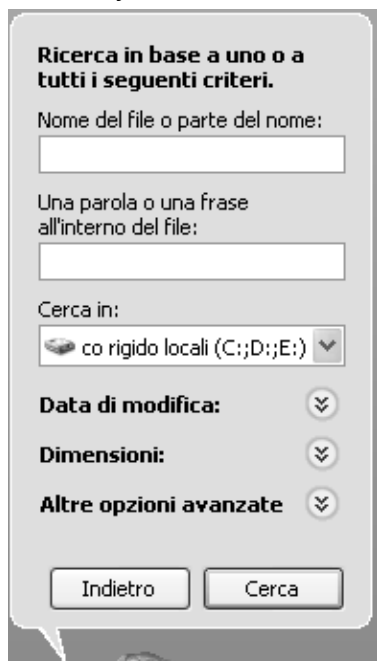 Ricerca in base a uno o a
tutti i seguenti criteri.
Nome del file o parte del nome:
Una parola o una frase
all'interno del file:
Cerca in:
co rigido locali (C:;D:;E:)
Data di modifica:
Dimensioni:
Altre opzioni avanzate
Indietro
Cerca